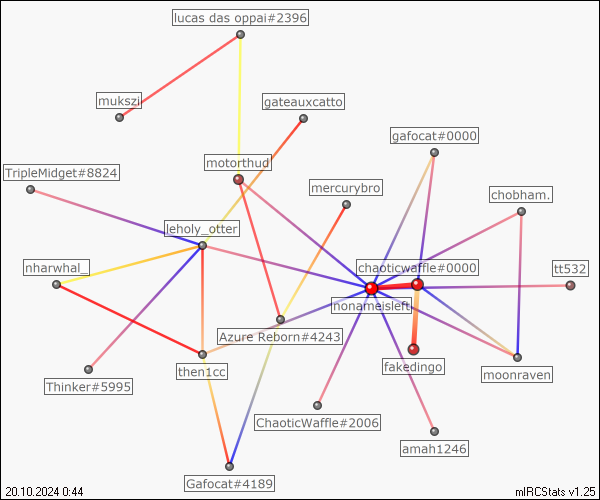 lucas das oppai#2396
mukszi
gateauxcatto
gafocat#0000
motorthud
TripleMidget#8824
mercurybro
chobham.
jeholy_otter
nharwhal_
chaoticwaffle#0000
tt532
nonameisleft
Azure Reborn#4243
then1cc
fakedingo
moonraven
Thinker#5995
ChaoticWaffle#2006
amah1246
Gafocat#4189
20.10.2024 0:44
mIRCStats v1.25